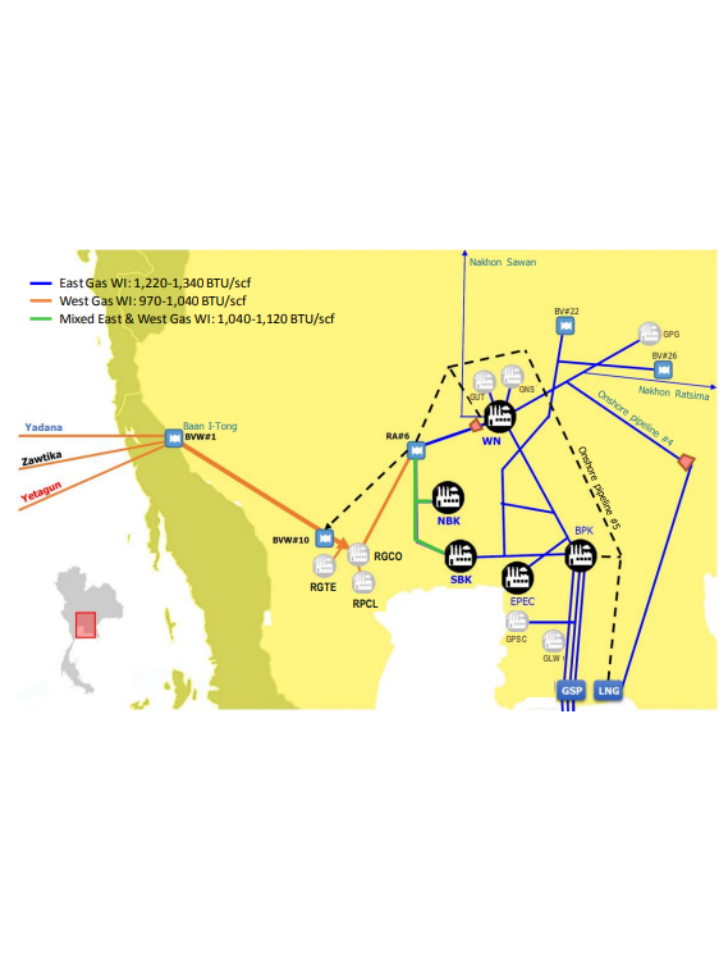 East Gas WI: 1,220-1,340 BTU/scf
West Gas WI: 970-1,040 BTU/scf
Mixed East & West Gas WI: 1,040-1,120 BTU/scf
Nakhon Sawan
BV#22
GPG
BV#26
Nakhon Ratsima
GUT
GNS
Onshore pipeline #4
Yadana
Baan I-Tong
BVW#1
Zawtika
Yetagun
RA#6
WN
Onshore pipeline #5
NBK
BPK
BVW#10
RGCO
SBK
RGTE
RPCL
EPEC
GPSC
GLW
GSP
LNG